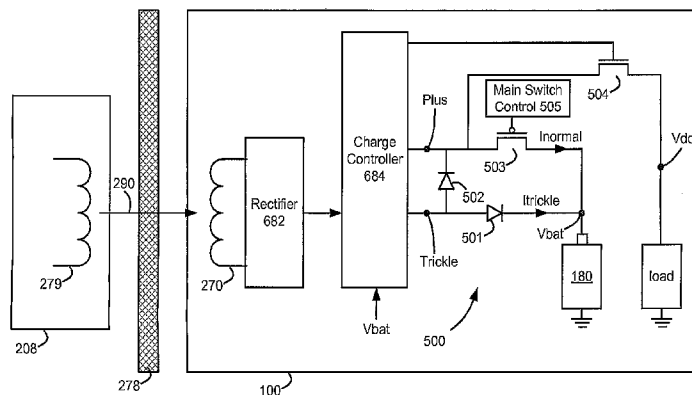 290
279
208
278
270
Rectifier
682
Charge
Controller
684
Vbat
Plus
Main Switch
Control 505
504
Inormal
503
502
Itrickle
501
Vbat
Trickle
Vdc
180
load
500
100